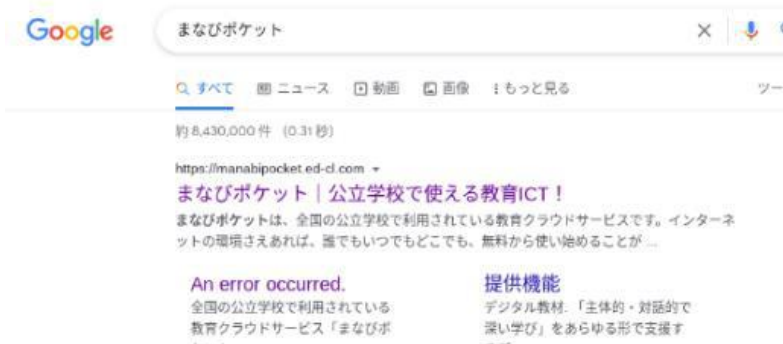 Google
まなびポケット
すべて ニュース 動画 画像 もっと見る ツー
約 8,430,000 件 (0.31 秒)
https://manabipocket.ed-cl.com
まなびポケット｜公立学校で使える教育ICT！
まなびポケットは、全国の公立学校で利用されている教育クラウドサービスです。インターネ
ットの環境さえあれば、誰でもいつでもどこでも、無料から使い始めることが ...
An error occurred.
全国の公立学校で利用されている
教育クラウドサービス「まなびポ
提供機能
デジタル教材. 「主体的・対話的で
深い学び」をあらゆる形で支援す